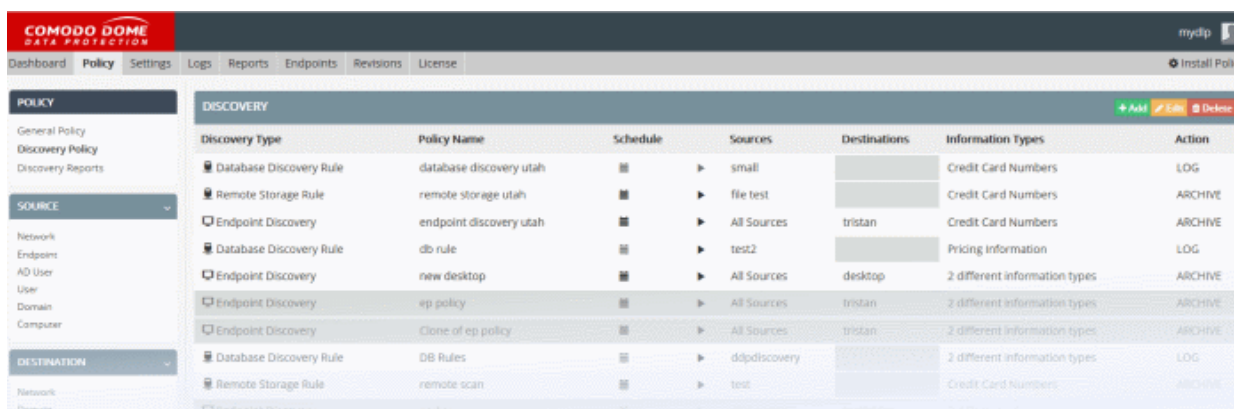 COMODO DOME
DATA PROTECTION
mydlp
Dashboard Policy Settings Logs Reports Endpoints Revisions License
Install Poli
POLICY
General Policy
Discovery Policy
Discovery Reports
SOURCE
Network
Endpoint
AD User
User
Domain
Computer
DESTINATION
Network
DISCOVERY
+Add Edit Delete
Discovery Type Policy Name Schedule Sources Destinations Information Types Action
Database Discovery Rule database discovery utah small Credit Card Numbers LOG
Remote Storage Rule remote storage utah file test Credit Card Numbers ARCHIVE
Endpoint Discovery endpoint discovery utah All Sources tristan Credit Card Numbers ARCHIVE
Database Discovery Rule db rule test2 Pricing Information LOG
Endpoint Discovery new desktop All Sources desktop 2 different information types ARCHIVE
Endpoint Discovery ep policy All Sources tristan 2 different information types ARCHIVE
Endpoint Discovery Clone of ep policy All Sources tristan 2 different information types ARCHIVE
Database Discovery Rule DB Rules ddpdiscovery 2 different information types LOG
Remote Storage Rule remote scan test Credit Card Numbers ARCHIVE